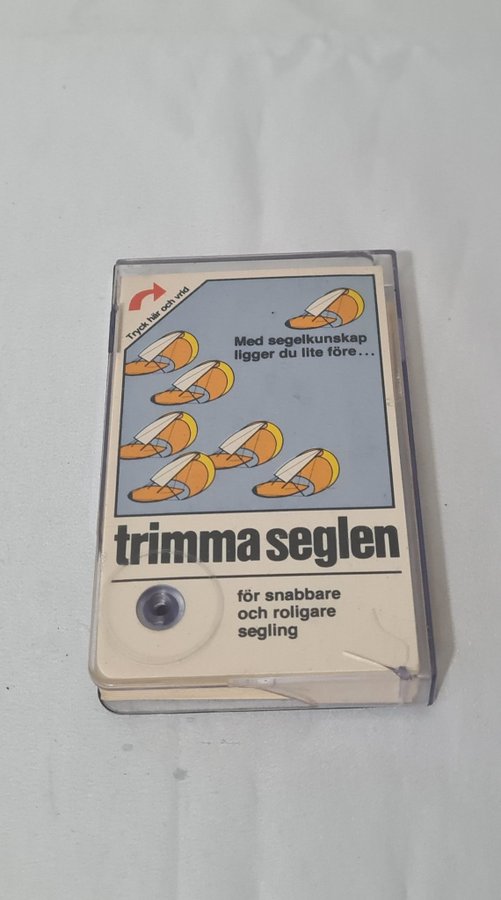 Tryck här och vrid
Med segelkunskap
ligger du lite före...
trimma seglen
för snabbare
och roligare
segling